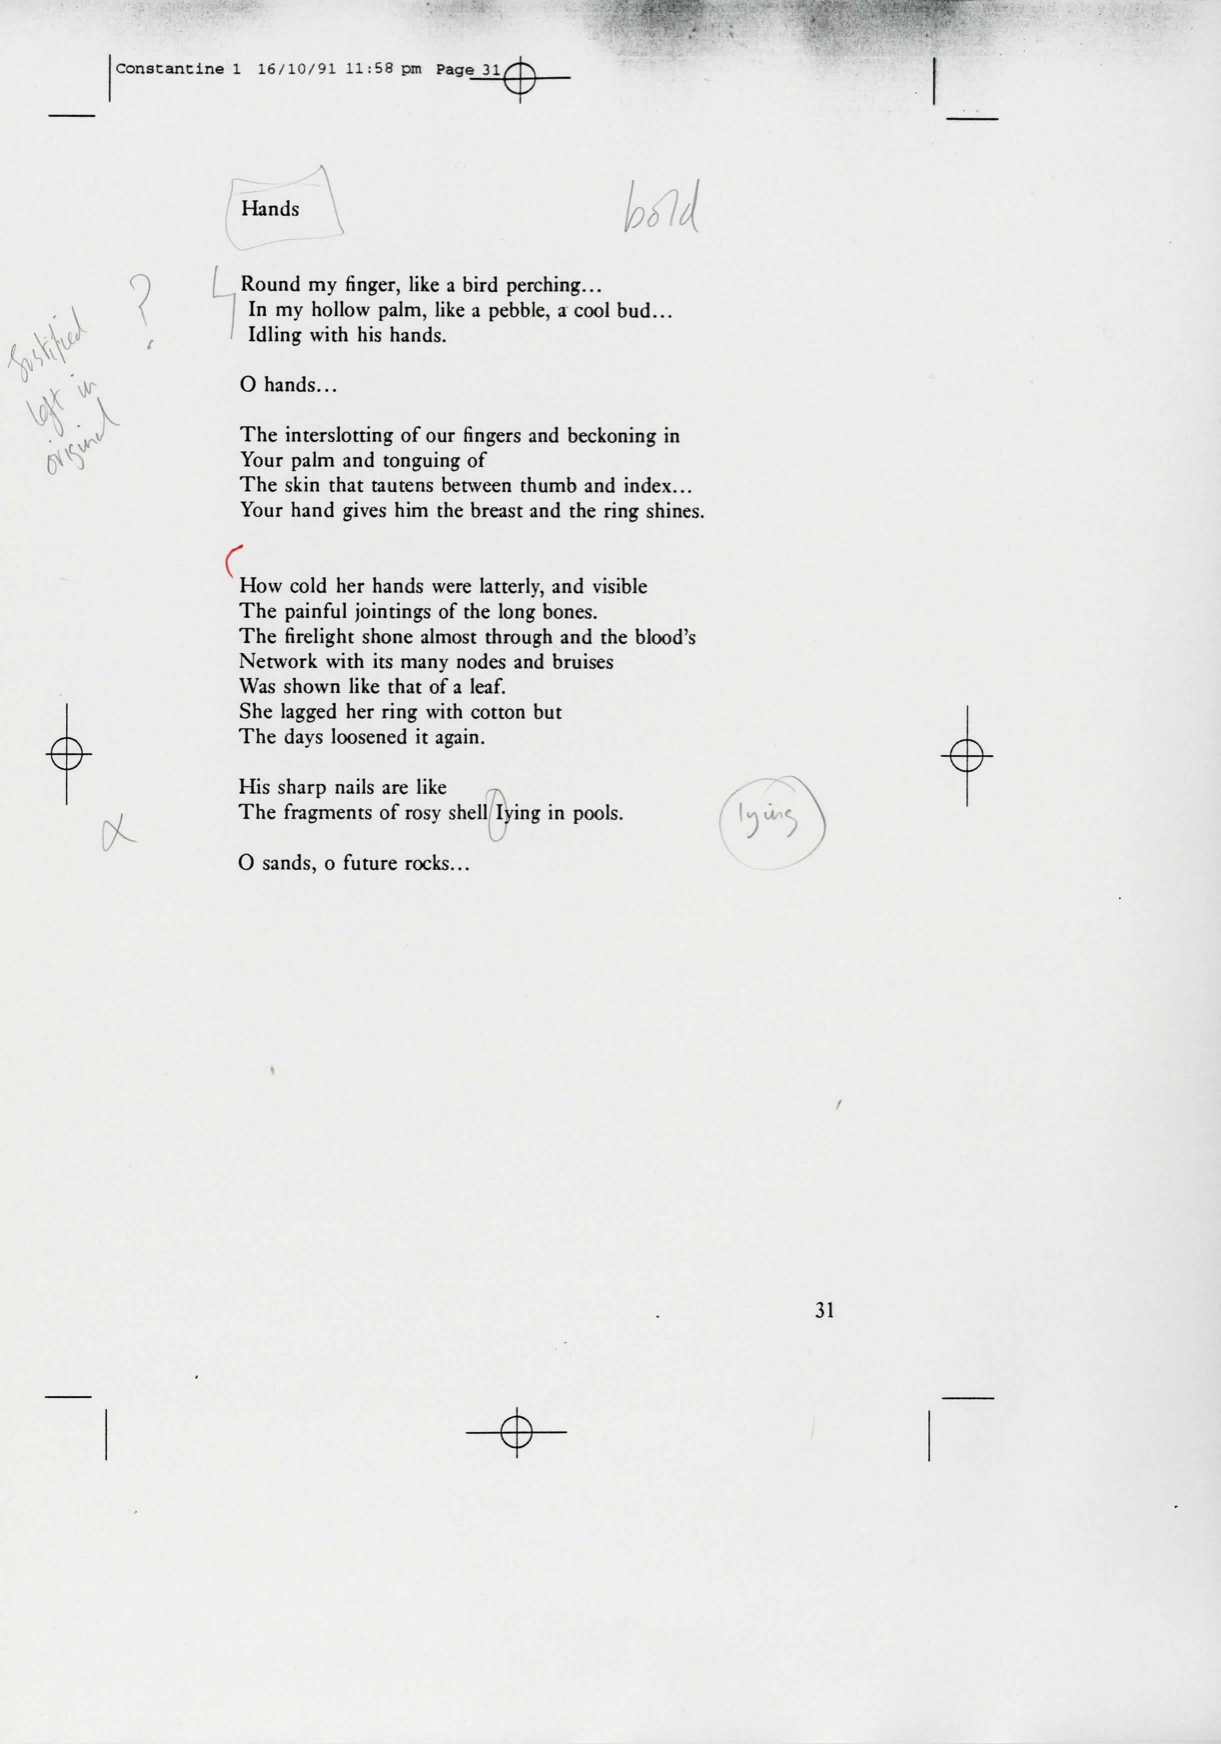 Constantine 1 16/10/91 11:58 pm Page 31
Hands
bold
Round my finger, like a bird perching...
In my hollow palm, like a pebble, a cool bud...
Idling with his hands.
?
Justified
left in
original
O hands...
The interslotting of our fingers and beckoning in
Your palm and tonguing of
The skin that tautens between thumb and index...
Your hand gives him the breast and the ring shines.
How cold her hands were latterly, and visible
The painful jointings of the long bones.
The firelight shone almost through and the blood's
Network with its many nodes and bruises
Was shown like that of a leaf.
She lagged her ring with cotton but
The days loosened it again.
His sharp nails are like
The fragments of rosy shell Iying in pools.
lying
O sands, o future rocks...
31